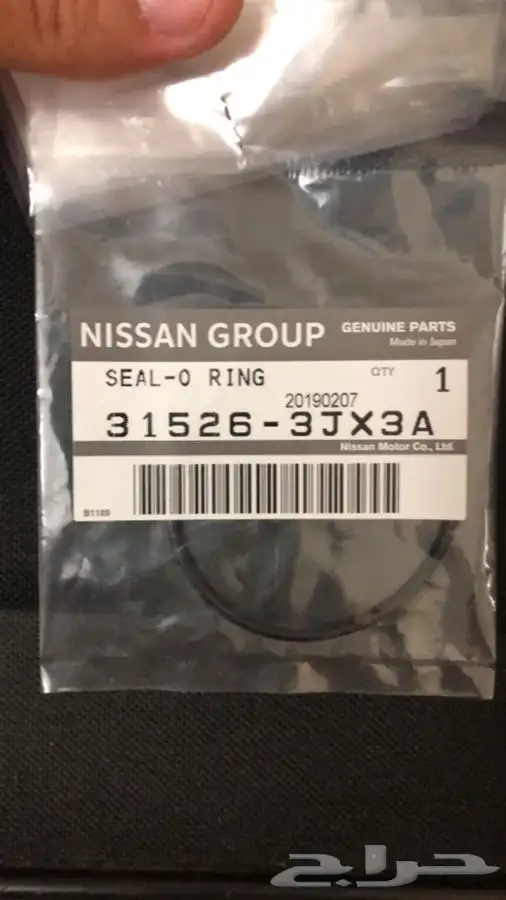 NISSAN GROUP GENUINE PARTS
Made in Japan
SEAL-O RING QTY 1
20190207
31526-3JX3A
Nissan Motor Co., Ltd.
B1189
حراج